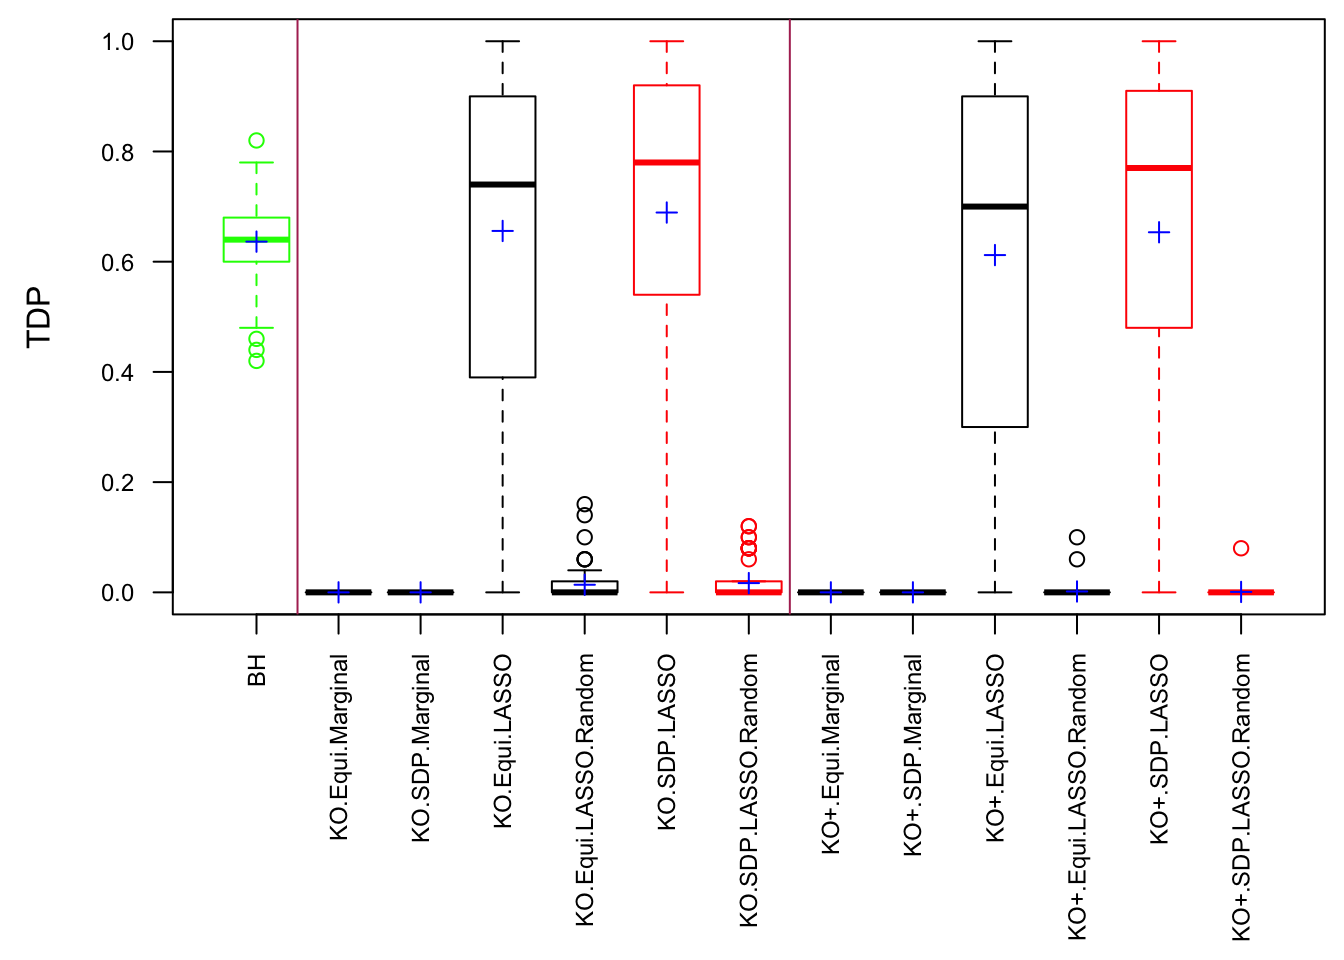 TDP
1.0
0.8
0.6
0.4
0.2
0.0
BH
KO.Equi.Marginal
KO.SDP.Marginal
KO.Equi.LASSO
KO.Equi.LASSO.Random
KO.SDP.LASSO
KO.SDP.LASSO.Random
KO+.Equi.Marginal
KO+.SDP.Marginal
KO+.Equi.LASSO
KO+.Equi.LASSO.Random
KO+.SDP.LASSO
KO+.SDP.LASSO.Random